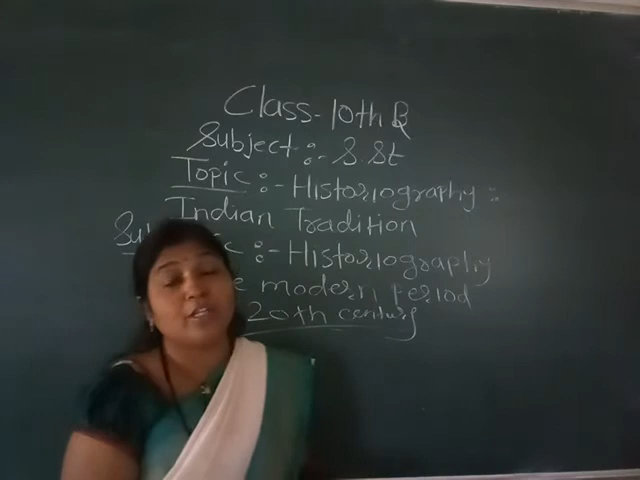 Class- 10th B
Subject :- S.St
Topic :- Historiography :-
Indian Tradition
:- Historiography
modern period
20th century